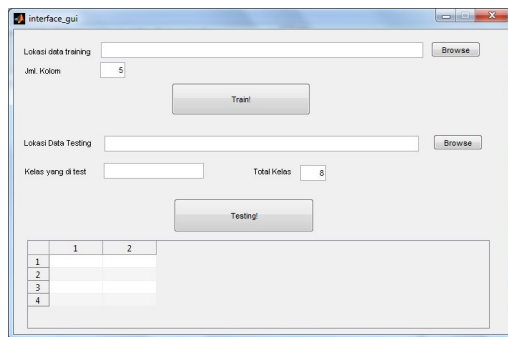 interface_gui
Lokasi data training
Browse
Jml. Kolom 5
Train!
Lokasi Data Testing
Browse
Kelas yang di test
Total Kelas 8
Testing!
1 2
1
2
3
4